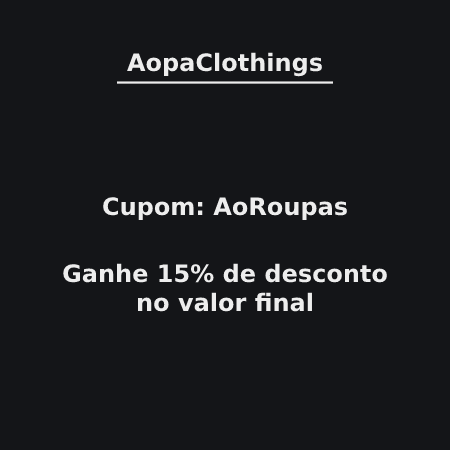 AopaClothings
Cupom: AoRoupas
Ganhe 15% de desconto
no valor final